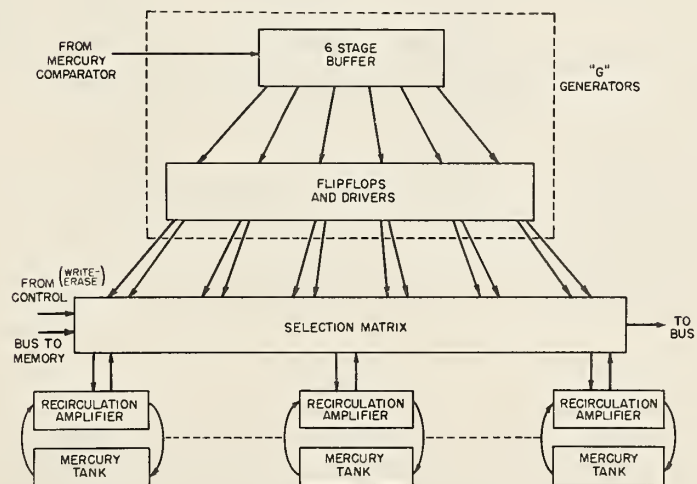 FROM
MERCURY
COMPARATOR
6 STAGE
BUFFER
"G"
GENERATORS
FLIPFLOPS
AND DRIVERS
FROM (WRITE-
ERASE)
CONTROL
BUS TO
MEMORY
SELECTION MATRIX
TO
BUS
RECIRCULATION
AMPLIFIER
RECIRCULATION
AMPLIFIER
RECIRCULATION
AMPLIFIER
MERCURY
TANK
MERCURY
TANK
MERCURY
TANK